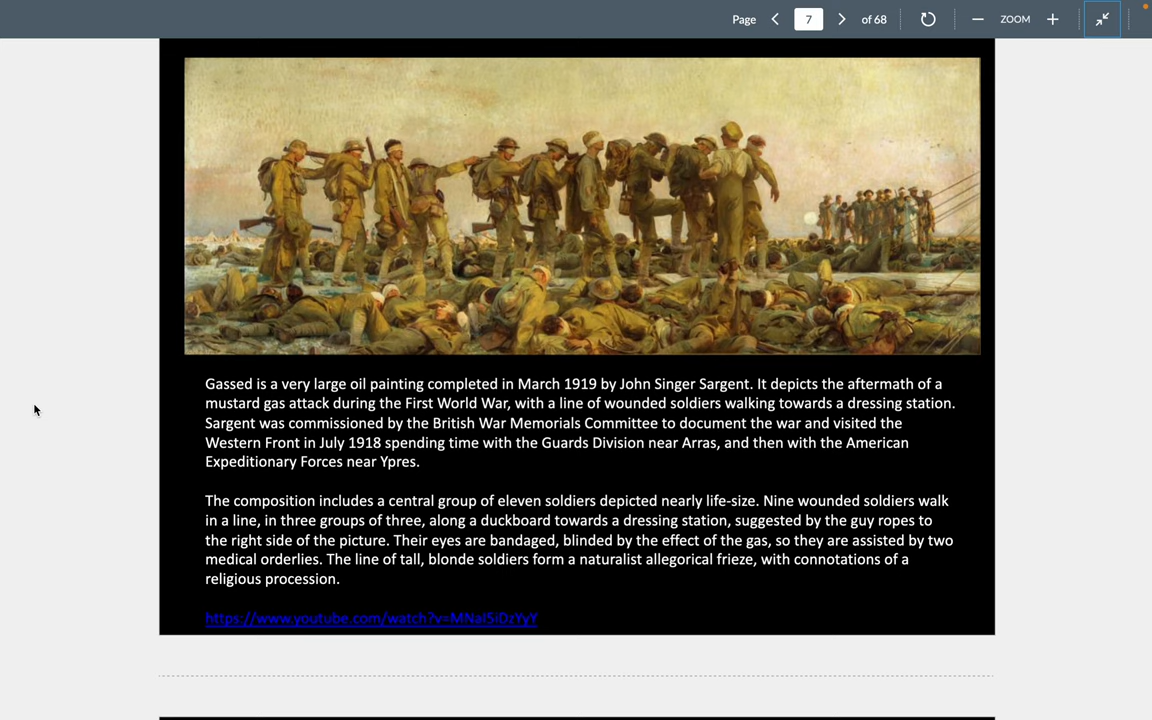 Page 7 of 68 ZOOM
Gassed is a very large oil painting completed in March 1919 by John Singer Sargent. It depicts the aftermath of a
mustard gas attack during the First World War, with a line of wounded soldiers walking towards a dressing station.
Sargent was commissioned by the British War Memorials Committee to document the war and visited the
Western Front in July 1918 spending time with the Guards Division near Arras, and then with the American
Expeditionary Forces near Ypres.
The composition includes a central group of eleven soldiers depicted nearly life-size. Nine wounded soldiers walk
in a line, in three groups of three, along a duckboard towards a dressing station, suggested by the guy ropes to
the right side of the picture. Their eyes are bandaged, blinded by the effect of the gas, so they are assisted by two
medical orderlies. The line of tall, blonde soldiers form a naturalist allegorical frieze, with connotations of a
religious procession.
https://www.youtube.com/watch?v=MNaI5iDzYyY